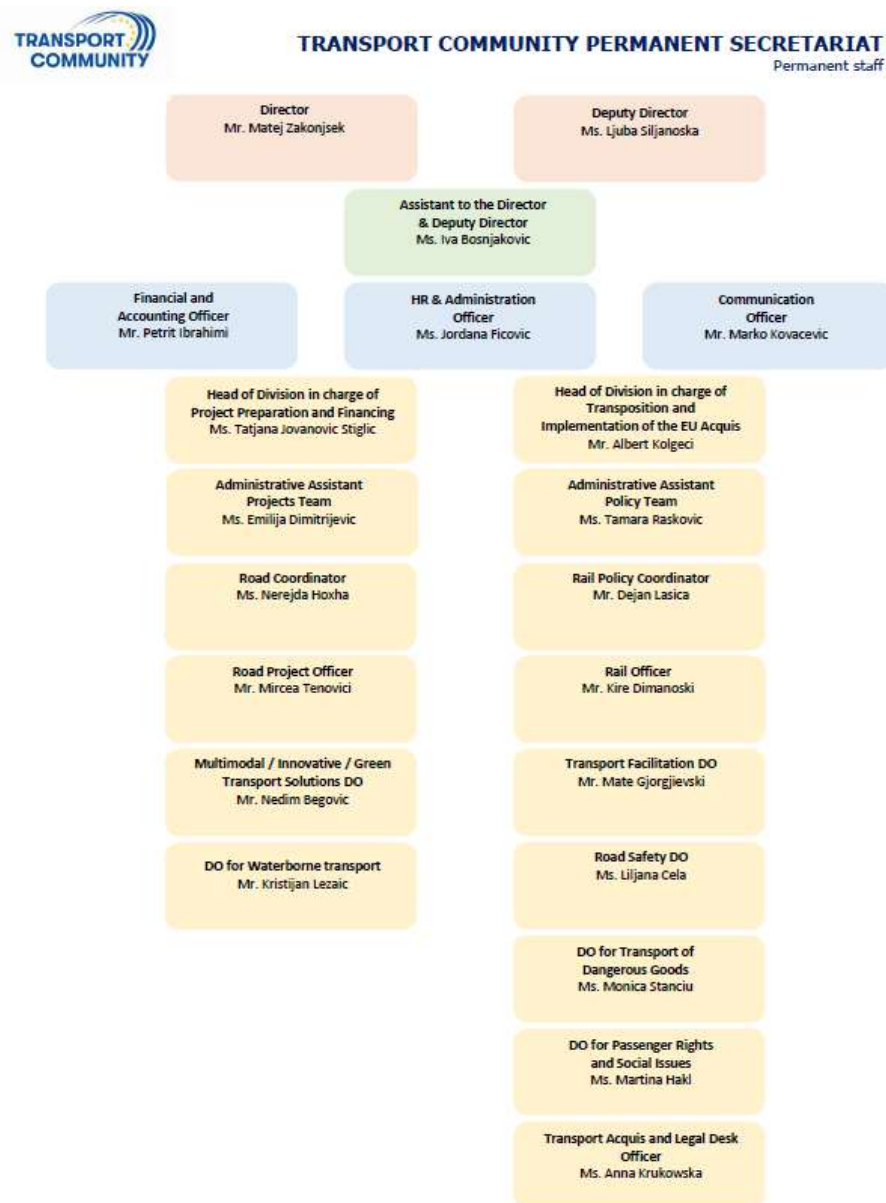 TRANSPORT
COMMUNITY
TRANSPORT COMMUNITY PERMANENT SECRETARIAT
Permanent staff
Director
Mr. Matej Zakonjsek
Deputy Director
Ms. Ljuba Siljanoska
Assistant to the Director
& Deputy Director
Ms. Iva Bosnjakovic
Financial and
Accounting Officer
Mr. Petrit Ibrahimi
HR & Administration
Officer
Ms. Jordana Ficovic
Communication
Officer
Mr. Marko Kovacevic
Head of Division in charge of
Project Preparation and Financing
Ms. Tatjana Jovanovic Stiglic
Head of Division in charge of
Transposition and
Implementation of the EU Acquis
Mr. Albert Kolgeci
Administrative Assistant
Projects Team
Ms. Emilija Dimitrijevic
Administrative Assistant
Policy Team
Ms. Tamara Raskovic
Road Coordinator
Ms. Nerejda Hoxha
Rail Policy Coordinator
Mr. Dejan Lasica
Road Project Officer
Mr. Mircea Tenovici
Rail Officer
Mr. Kire Dimanoski
Multimodal / Innovative / Green
Transport Solutions DO
Mr. Nedim Begovic
Transport Facilitation DO
Mr. Mate Gjorgjievski
DO for Waterborne transport
Mr. Kristijan Lezaic
Road Safety DO
Ms. Liljana Cela
DO for Transport of
Dangerous Goods
Ms. Monica Stanciu
DO for Passenger Rights
and Social Issues
Ms. Martina Hakl
Transport Acquis and Legal Desk
Officer
Ms. Anna Krukowska